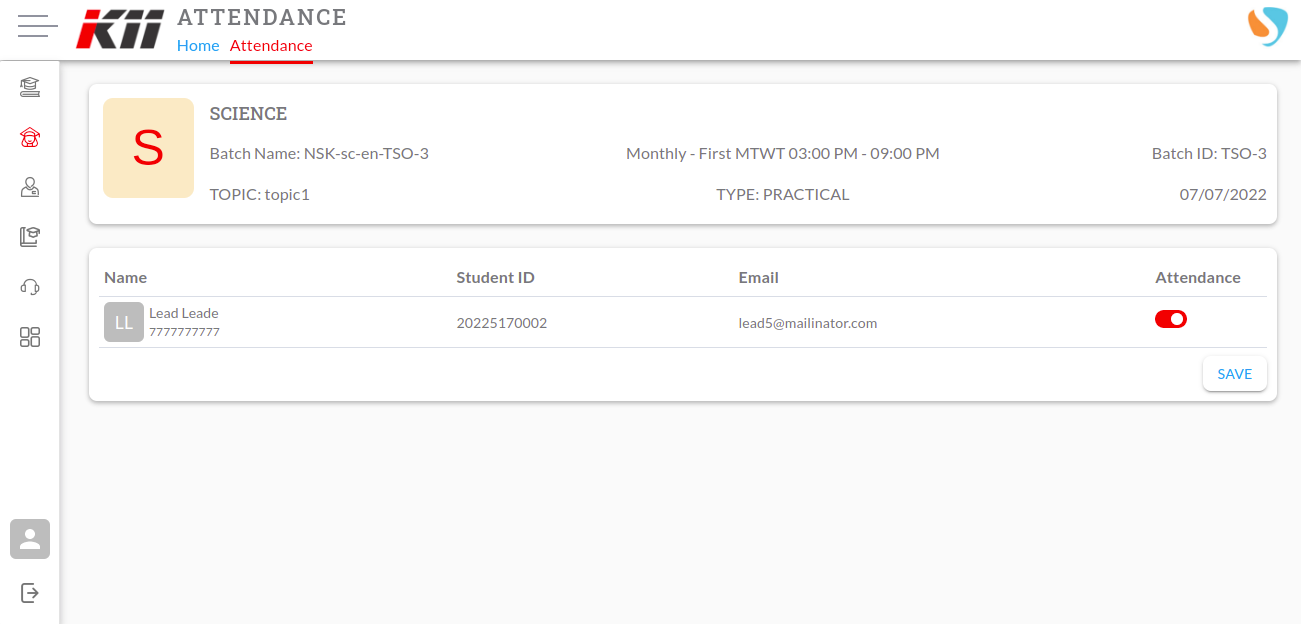 Kİİ ATTENDANCE
Home Attendance
S
SCIENCE
Batch Name: NSK-sc-en-TSO-3 Monthly - First MTWT 03:00 PM - 09:00 PM Batch ID: TSO-3
TOPIC: topic1 TYPE: PRACTICAL 07/07/2022
Name Student ID Email Attendance
LL Lead Leade
7777777777 20225170002 lead5@mailinator.com
SAVE